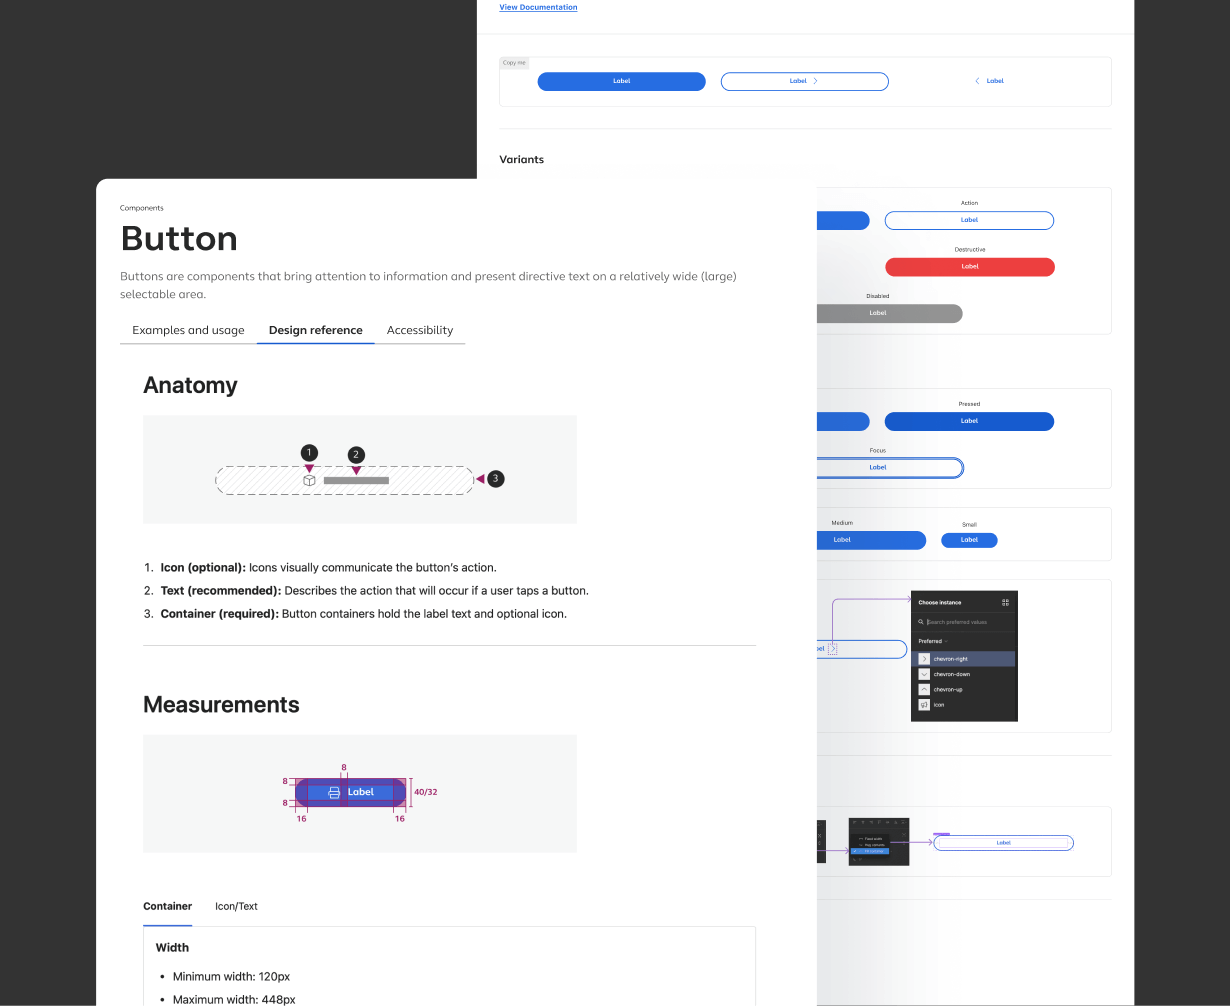 View Documentation
Copy me
Label
Label
Label
Variants
Components
Button
Buttons are components that bring attention to information and present directive text on a relatively wide (large)
selectable area.
Examples and usage
Design reference
Accessibility
Anatomy
1
2
3
1. Icon (optional): Icons visually communicate the button's action.
2. Text (recommended): Describes the action that will occur if a user taps a button.
3. Container (required): Button containers hold the label text and optional icon.
Measurements
8
8
Label
40/32
8
16
16
Container
Icon/Text
Width
• Minimum width: 120px
• Maximum width: 448px
Action
Label
Destructive
Label
Disabled
Label
Pressed
Label
Focus
Label
Medium
Small
Label
Label
Choose instance
Search preferred values
Preferred
chevron-right
chevron-down
chevron-up
icon
Label